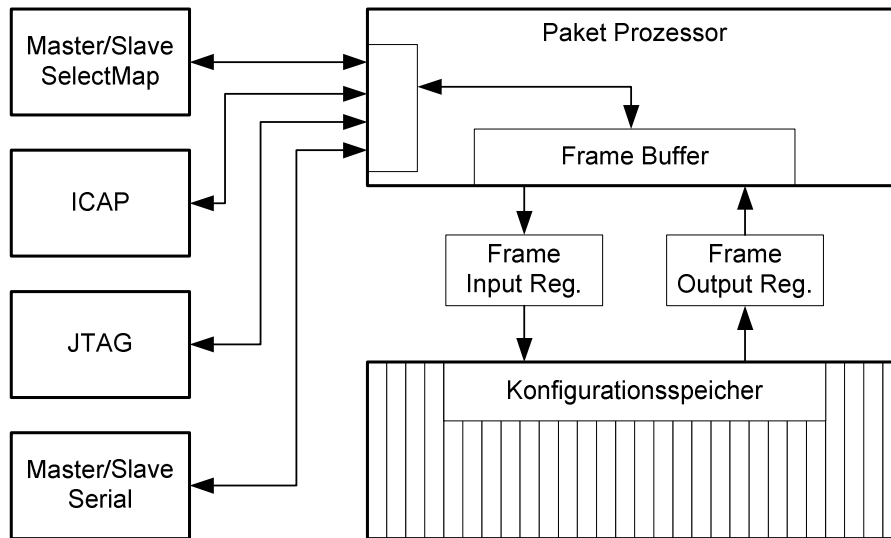 Master/Slave
SelectMap
ICAP
JTAG
Master/Slave
Serial
Paket Prozessor
Frame Buffer
Frame
Input Reg.
Frame
Output Reg.
Konfigurationsspeicher